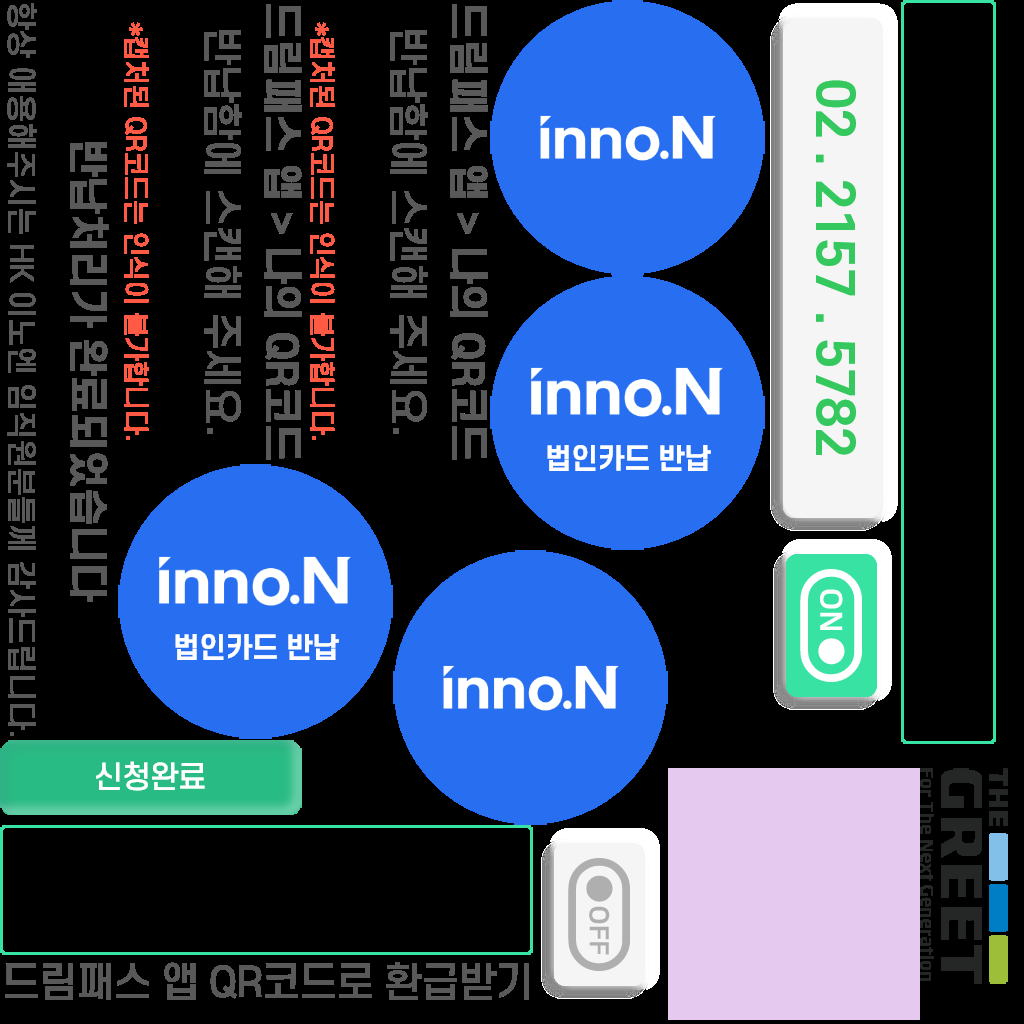 항상 애용해주시는 HK 이노엔 임직원분들께 감사드립니다.
반납처리가 완료되었습니다
*캡처된 QR코드는 인식이 불가합니다.
반납함에 스캔해 주세요.
드림패스 앱 > 나의 QR코드
*캡처된 QR코드는 인식이 불가합니다.
반납함에 스캔해 주세요.
드림패스 앱 > 나의 QR코드
inno.N
inno.N
법인카드 반납
inno.N
법인카드 반납
inno.N
02 . 2157 . 5782
ON
신청완료
OFF
드림패스 앱 QR코드로 환급받기
THE
GREET
For The Next Generation